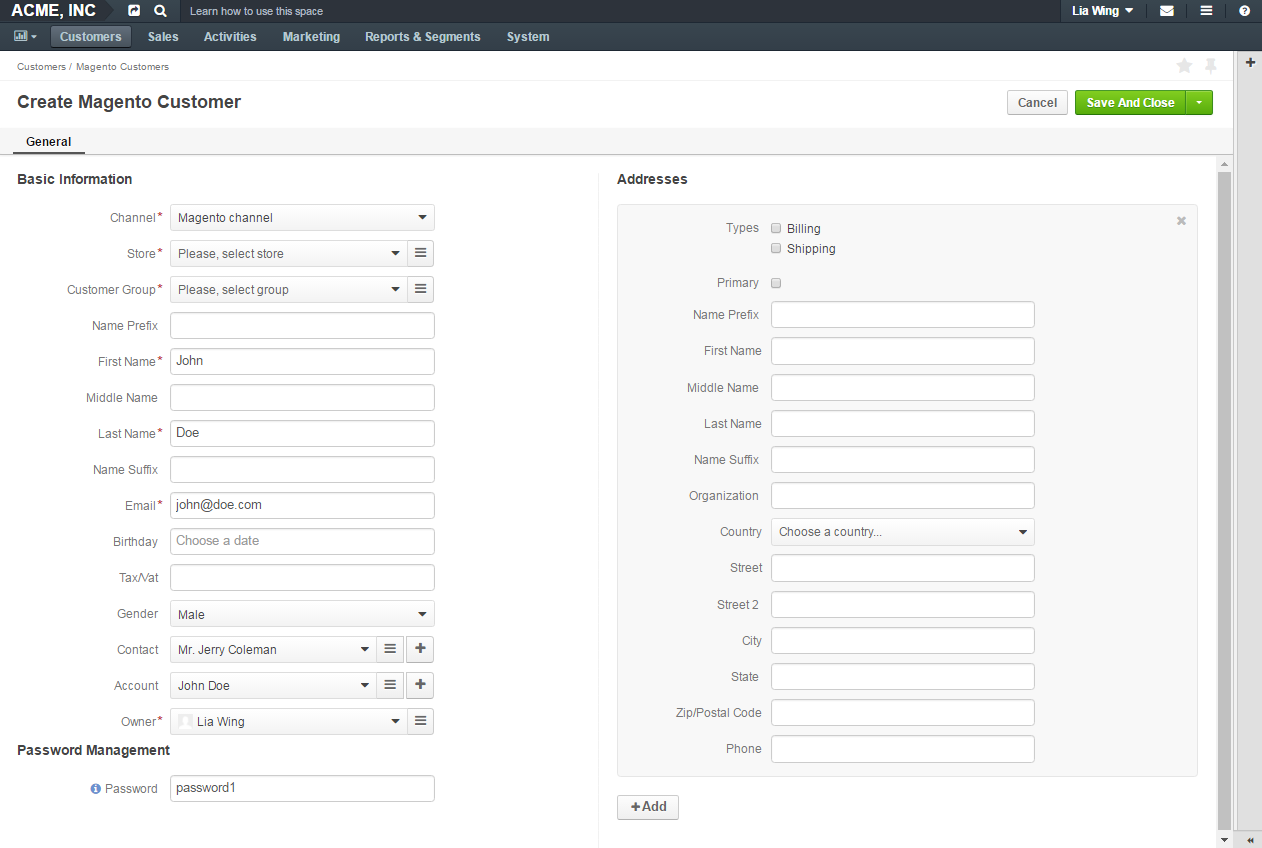 ACME, INC
Learn how to use this space
Lia Wing
Customers Sales Activities Marketing Reports & Segments System
Customers / Magento Customers
Create Magento Customer
Cancel
Save And Close
General
Basic Information
Channel* Magento channel
Store* Please, select store
Customer Group* Please, select group
Name Prefix
First Name* John
Middle Name
Last Name* Doe
Name Suffix
Email* john@doe.com
Birthday Choose a date
Tax/Vat
Gender Male
Contact Mr. Jerry Coleman
Account John Doe
Owner* Lia Wing
Password Management
Password password1
Addresses
Types Billing
Shipping
Primary
Name Prefix
First Name
Middle Name
Last Name
Name Suffix
Organization
Country Choose a country...
Street
Street 2
City
State
Zip/Postal Code
Phone
+Add